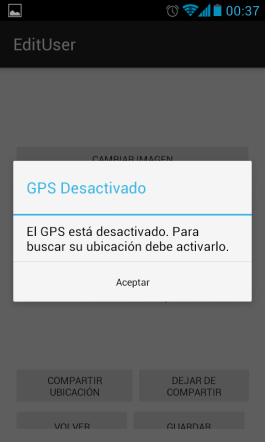 00:37
EditUser
CAMBIAR IMAGEN
GPS Desactivado
El GPS está desactivado. Para
buscar su ubicación debe activarlo.
Aceptar
COMPARTIR
UBICACIÓN
DEJAR DE
COMPARTIR
VOLVER
GUARDAR